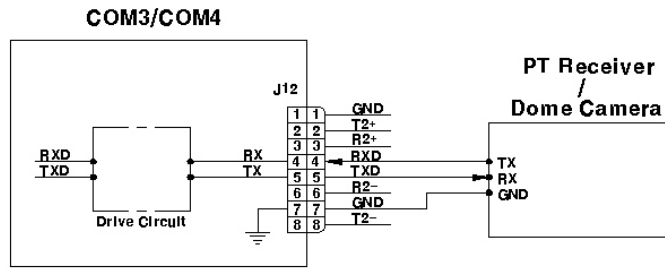 COM3/COM4
PT Receiver
/
Dome Camera
J12
1 1 GND
2 2 T2+
3 3 R2+
RXD RX 4 4 RXD TX
TXD TX 5 5 TXD RX
6 6 R2- GND
7 7 GND
8 8 T2-
Drive Circuit